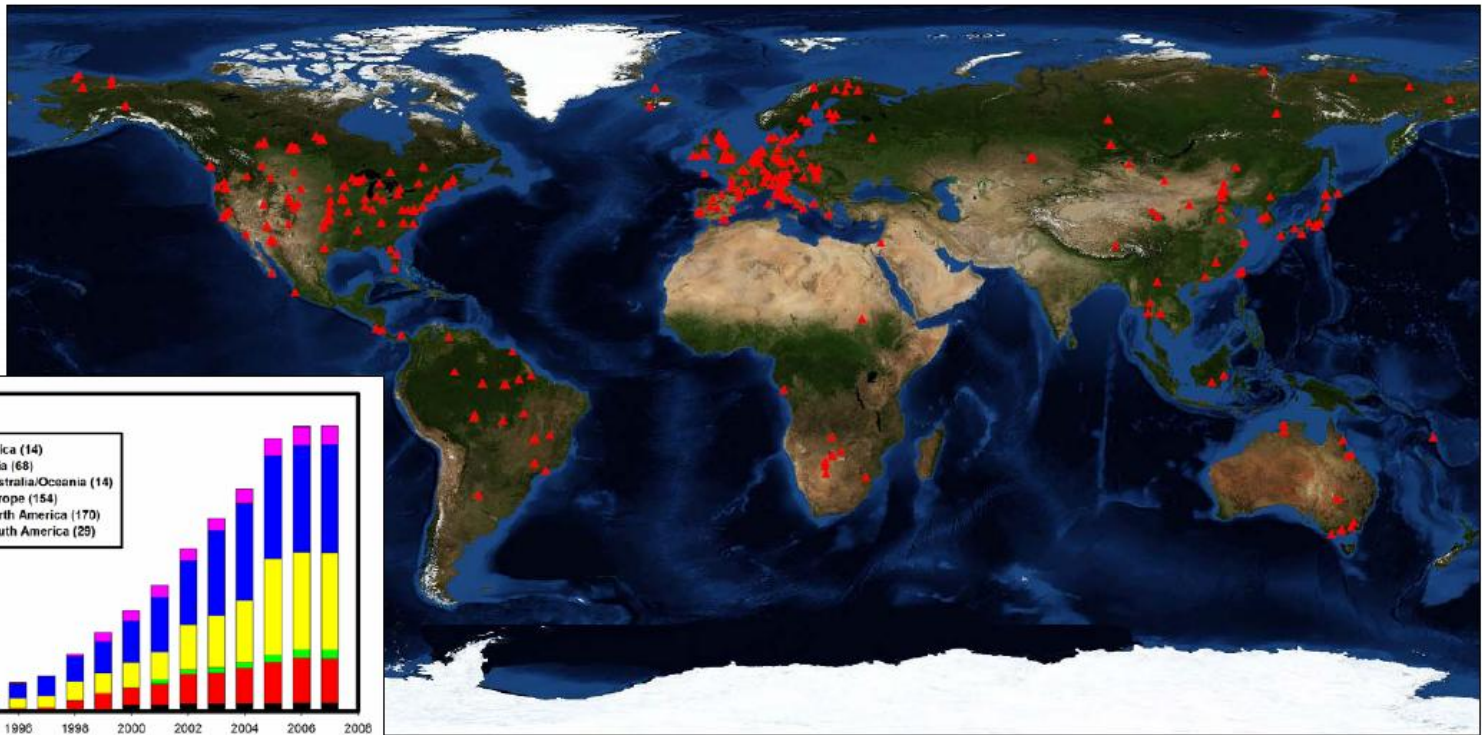 ica (14)
ia (68)
stralia/Oceania (14)
rope (154)
rth America (170)
uth America (29)
1996 1998 2000 2002 2004 2006 2008